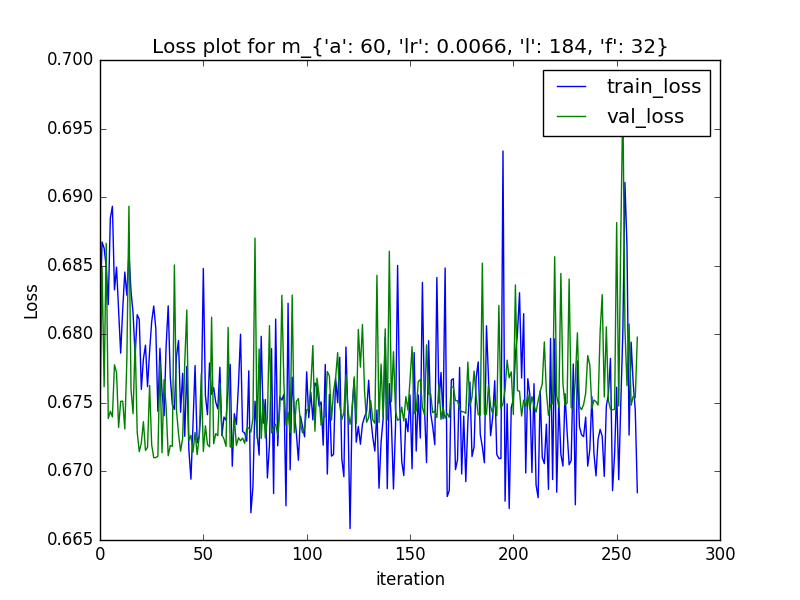 Loss plot for m_{'a': 60, 'lr': 0.0066, 'l': 184, 'f': 32}
0.700
0.695
0.690
0.685
0.680
0.675
0.670
0.665
Loss
train_loss
val_loss
0 50 100 150 200 250 300
iteration